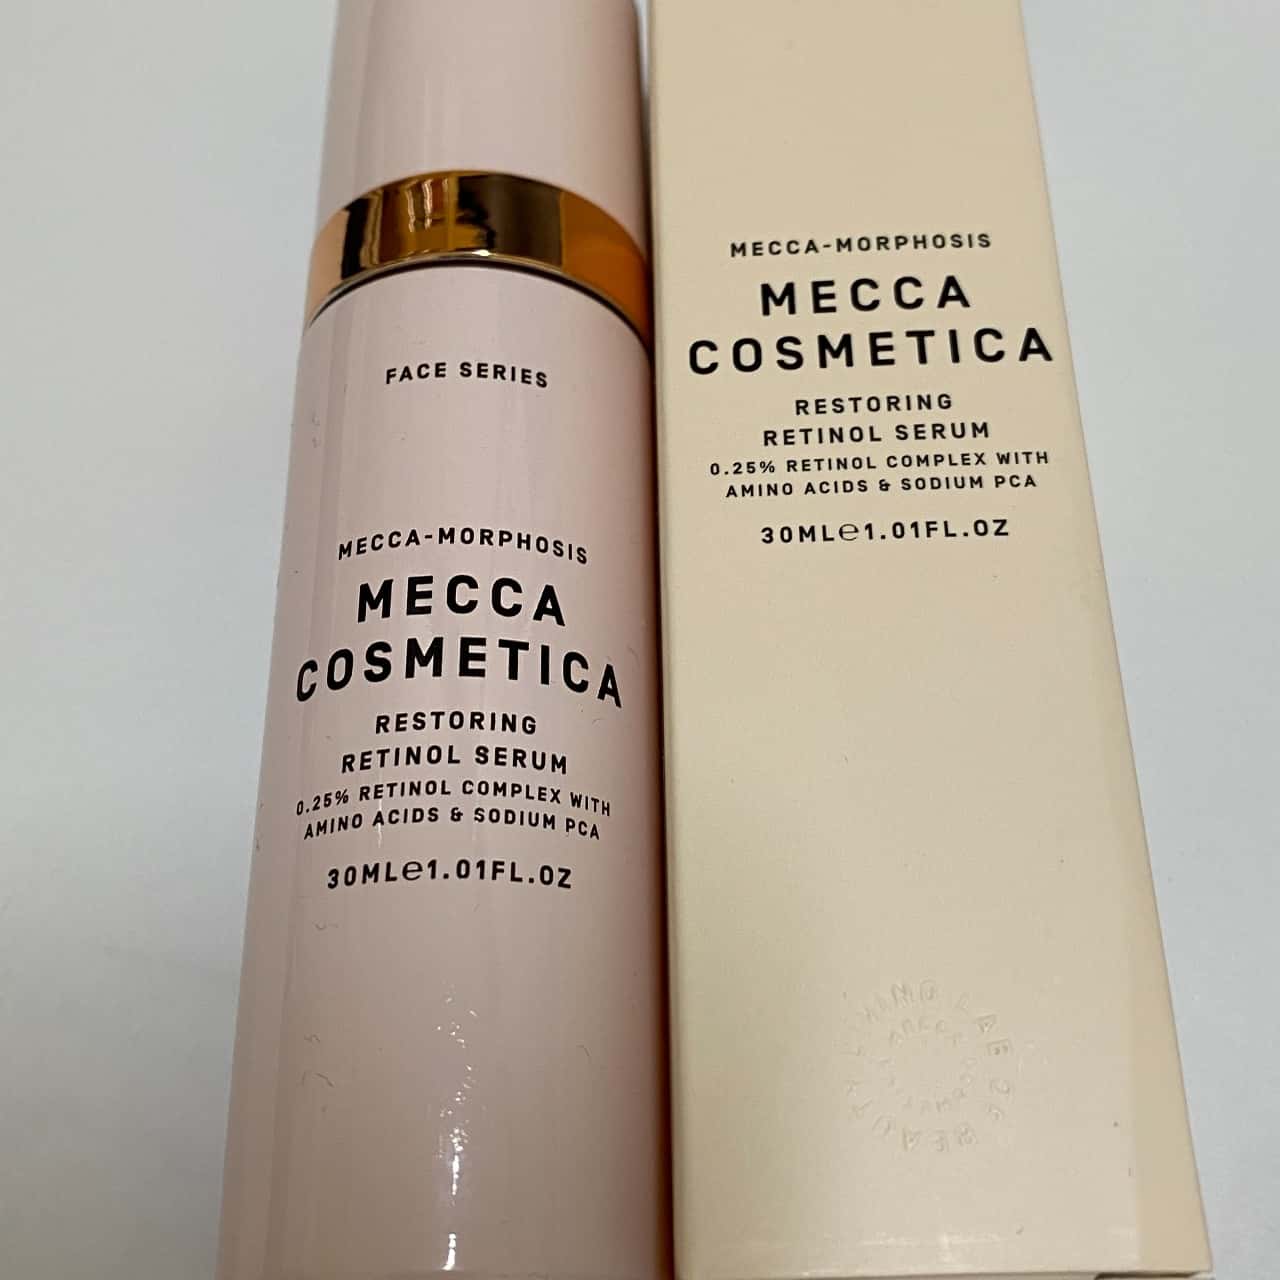 FACE SERIES
MECCA-MORPHOSIS
MECCA
COSMETICA
RESTORING
RETINOL SERUM
0.25% RETINOL COMPLEX WITH
AMINO ACIDS & SODIUM PCA
30ML℮1.01FL.OZ
MECCA-MORPHOSIS
MECCA
COSMETICA
RESTORING
RETINOL SERUM
0.25% RETINOL COMPLEX WITH
AMINO ACIDS & SODIUM PCA
30ML℮1.01FL.OZ